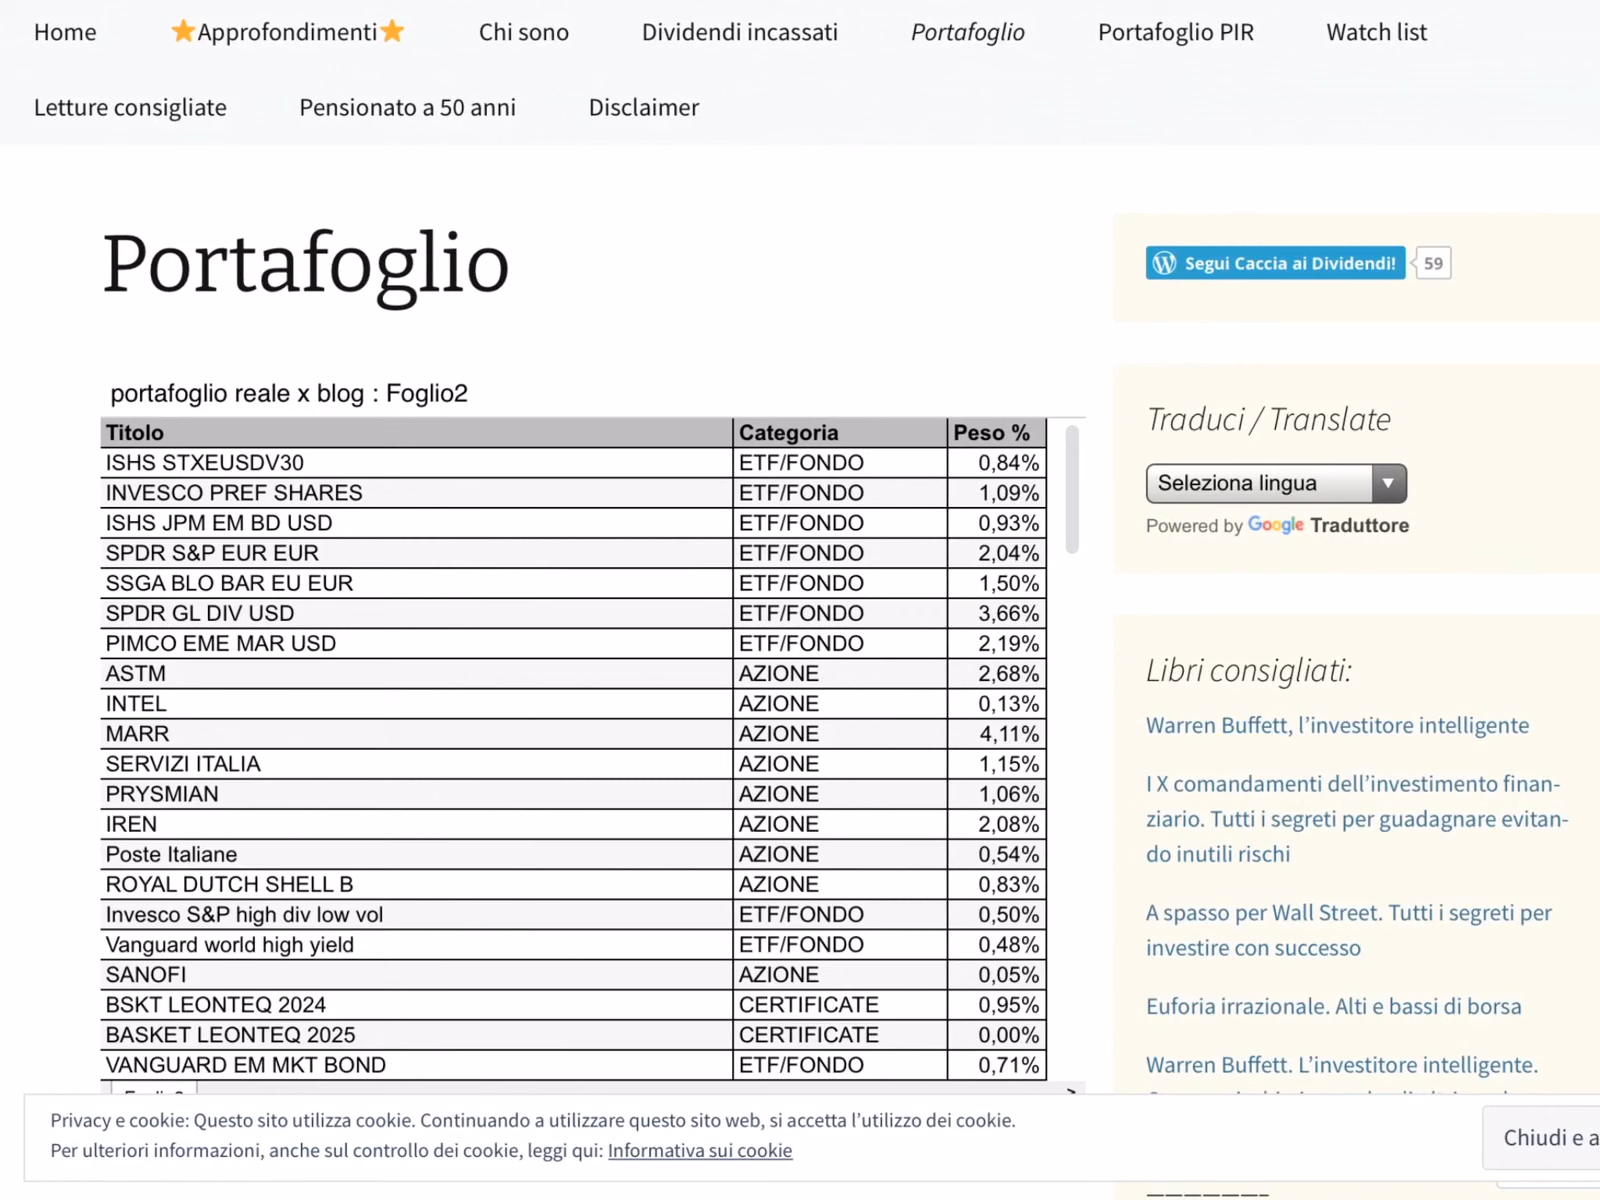 Home ⭐Approfondimenti⭐ Chi sono Dividendi incassati Portafoglio Portafoglio PIR Watch list
Letture consigliate Pensionato a 50 anni Disclaimer
Portafoglio
portafoglio reale x blog : Foglio2
Titolo Categoria Peso %
ISHS STXEUSDV30 ETF/FONDO 0,84%
INVESCO PREF SHARES ETF/FONDO 1,09%
ISHS JPM EM BD USD ETF/FONDO 0,93%
SPDR S&P EUR EUR ETF/FONDO 2,04%
SSGA BLO BAR EU EUR ETF/FONDO 1,50%
SPDR GL DIV USD ETF/FONDO 3,66%
PIMCO EME MAR USD ETF/FONDO 2,19%
ASTM AZIONE 2,68%
INTEL AZIONE 0,13%
MARR AZIONE 4,11%
SERVIZI ITALIA AZIONE 1,15%
PRYSMIAN AZIONE 1,06%
IREN AZIONE 2,08%
Poste Italiane AZIONE 0,54%
ROYAL DUTCH SHELL B AZIONE 0,83%
Invesco S&P high div low vol ETF/FONDO 0,50%
Vanguard world high yield ETF/FONDO 0,48%
SANOFI AZIONE 0,05%
BSKT LEONTEQ 2024 CERTIFICATE 0,95%
BASKET LEONTEQ 2025 CERTIFICATE 0,00%
VANGUARD EM MKT BOND ETF/FONDO 0,71%
Segui Caccia ai Dividendi! 59
Traduci / Translate
Seleziona lingua
Powered by Google Traduttore
Libri consigliati:
Warren Buffett, l’investitore intelligente
I X comandamenti dell’investimento finan-
ziario. Tutti i segreti per guadagnare evitan-
do inutili rischi
A spasso per Wall Street. Tutti i segreti per
investire con successo
Euforia irrazionale. Alti e bassi di borsa
Warren Buffett. L’investitore intelligente.
Privacy e cookie: Questo sito utilizza cookie. Continuando a utilizzare questo sito web, si accetta l’utilizzo dei cookie.
Per ulteriori informazioni, anche sul controllo dei cookie, leggi qui: Informativa sui cookie
Chiudi e a